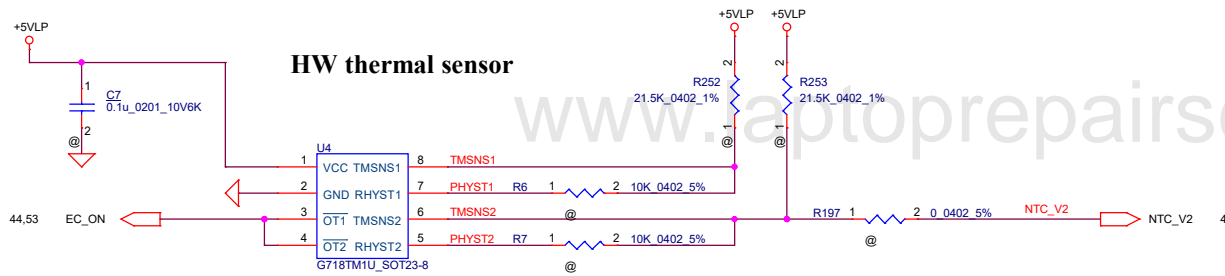 +5VLP
+5VLP
+5VLP
HW thermal sensor
1
C7
0.1u_0201_10V6K
2
@
2
R252
21.5K_0402_1%
1
@
2
R253
21.5K_0402_1%
1
@
www.laptoprepairs
U4
1 VCC TMSNS1 8 TMSNS1
2 GND RHYST1 7 PHYST1 R6 1 2 10K_0402_5%
@
44,53 EC_ON 3 OT1 TMSNS2 6 TMSNS2 R197 1 2 0_0402_5% NTC_V2 NTC_V2 4
@
4 OT2 RHYST2 5 PHYST2 R7 1 2 10K_0402_5%
@
G718TM1U_SOT23-8